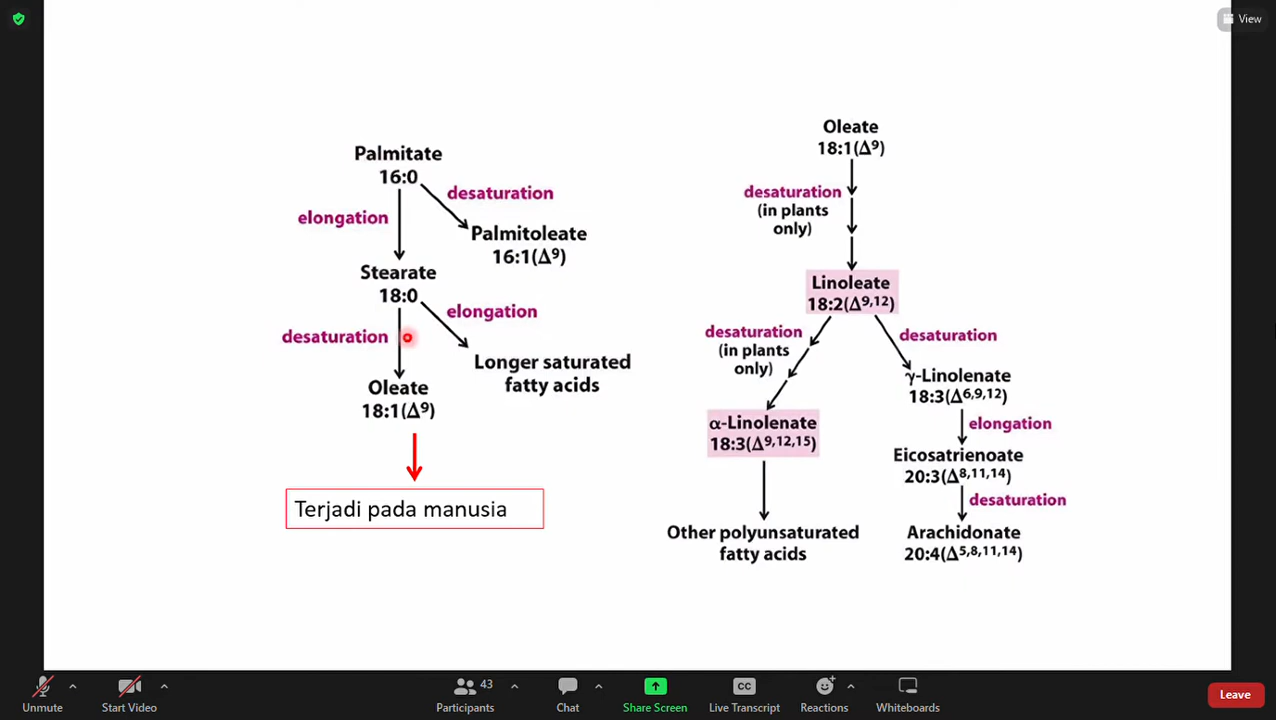 View
Palmitate
16:0
desaturation
elongation
Palmitoleate
16:1(Δ⁹)
Stearate
18:0
elongation
desaturation
Longer saturated
fatty acids
Oleate
18:1(Δ⁹)
Terjadi pada manusia
Oleate
18:1(Δ⁹)
desaturation
(in plants
only)
Linoleate
18:2(Δ⁹,¹²)
desaturation
(in plants
only)
desaturation
γ-Linolenate
18:3(Δ⁶,⁹,¹²)
α-Linolenate
18:3(Δ⁹,¹²,¹⁵)
elongation
Eicosatrienoate
20:3(Δ⁸,¹¹,¹⁴)
desaturation
Other polyunsaturated
fatty acids
Arachidonate
20:4(Δ⁵,⁸,¹¹,¹⁴)
43
CC
Unmute Start Video Participants Chat Share Screen Live Transcript Reactions Whiteboards Leave